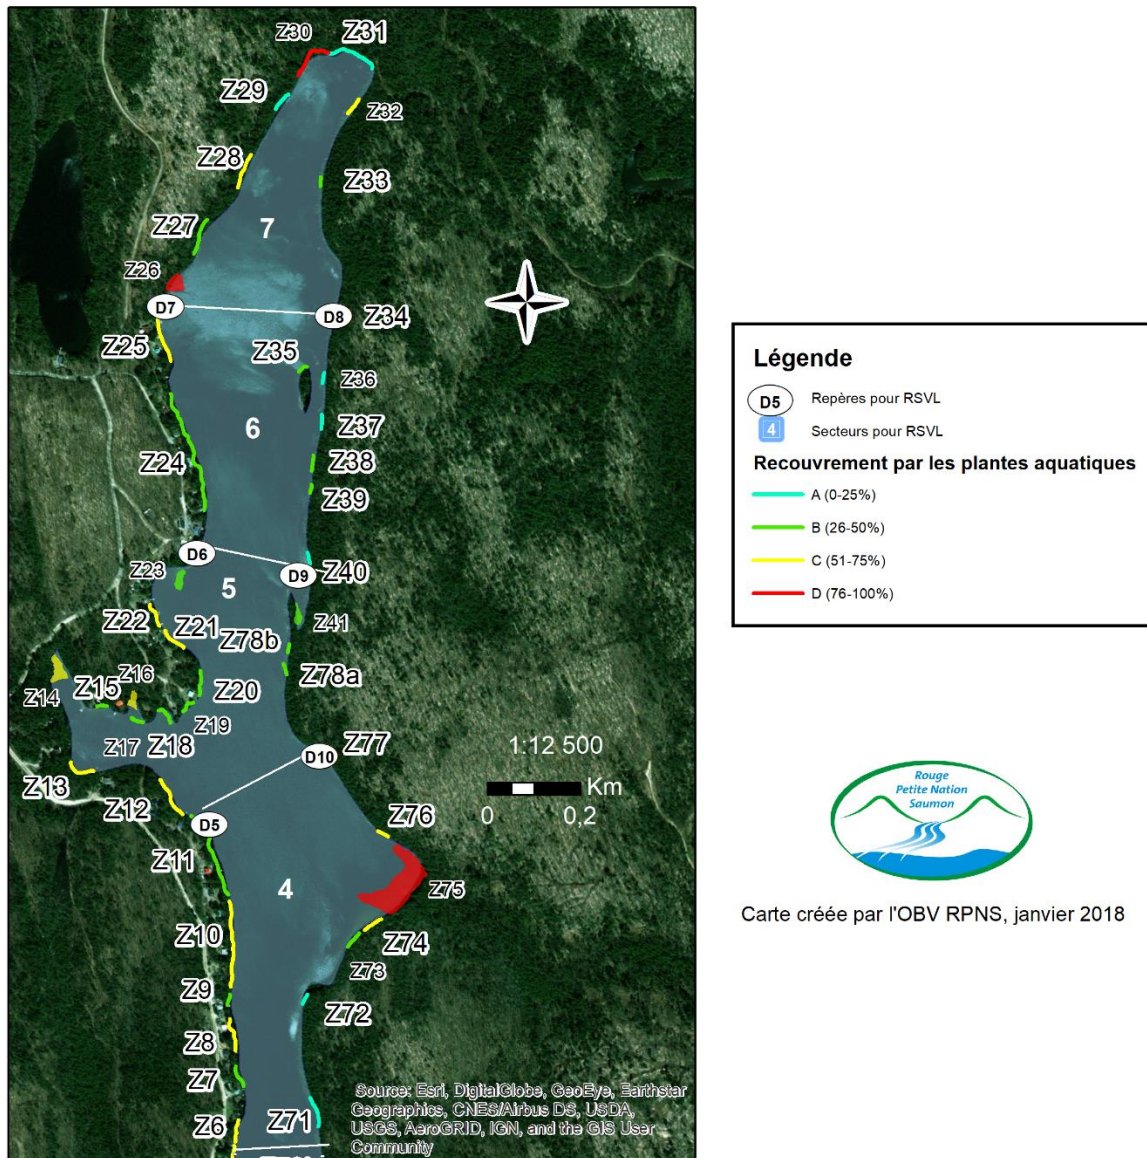 Z30
Z31
Z29
Z32
Z28
Z33
Z27
7
Z26
D7
D8
Z34
Z25
Z35
Z36
6
Z37
Z24
Z38
Z39
D6
Z23
5
D9
Z40
Z22
Z21
Z78b
Z41
Z14
Z15
Z16
Z20
Z78a
Z17
Z18
Z19
D10
Z77
Z13
Z12
1:12 500
Km
0 0,2
D5
Z76
Z11
4
Z75
Z10
Z74
Z73
Z9
Z72
Z8
Z7
Z6
Z71
Source: Esri, DigitalGlobe, GeoEye, Earthstar
Geographics, CNES/Airbus DS, USDA,
USGS, AeroGRID, IGN, and the GIS User
Community
Légende
D5 Repères pour RSVL
4 Secteurs pour RSVL
Recouvrement par les plantes aquatiques
A (0-25%)
B (26-50%)
C (51-75%)
D (76-100%)
Rouge
Petite Nation
Saumon
Carte créée par l'OBV RPNS, janvier 2018